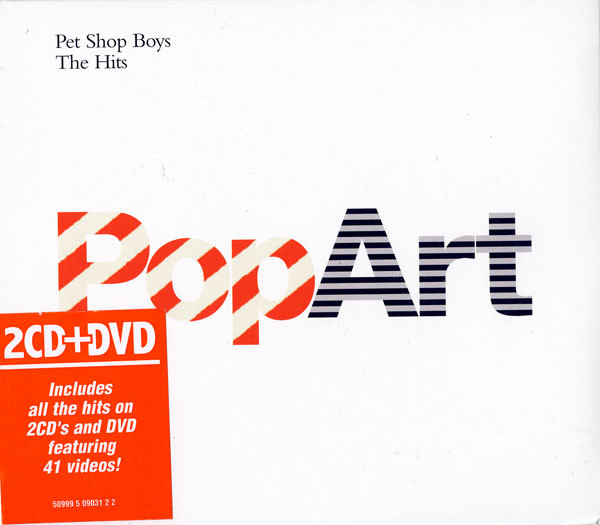 Pet Shop Boys
The Hits
PopArt
2CD+DVD
Includes
all the hits on
2CD's and DVD
featuring
41 videos!
50999 5 09031 2 2